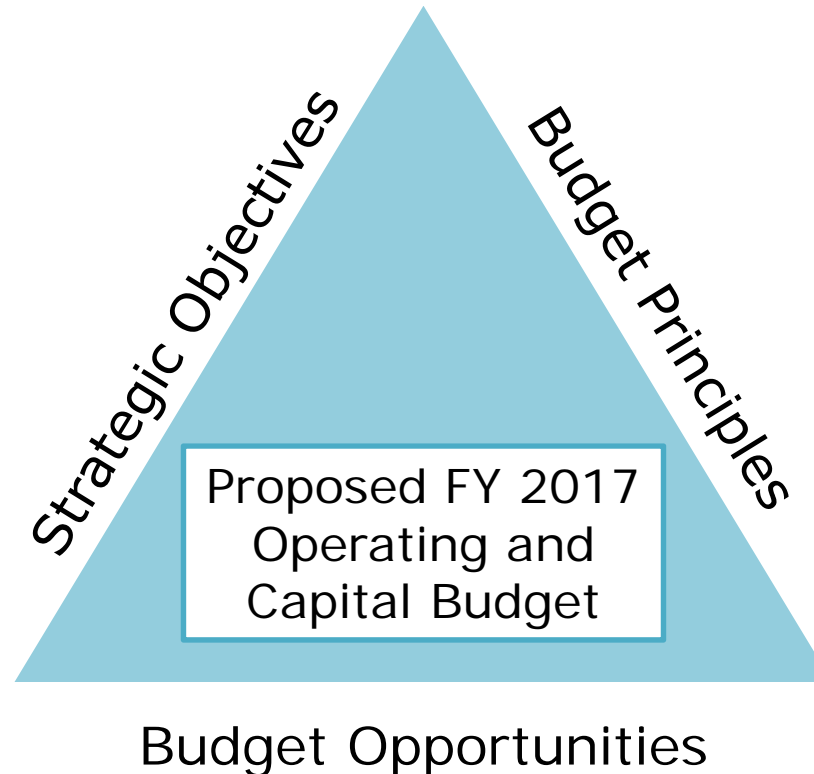 Strategic Objectives
Budget Principles
Proposed FY 2017
Operating and
Capital Budget
Budget Opportunities